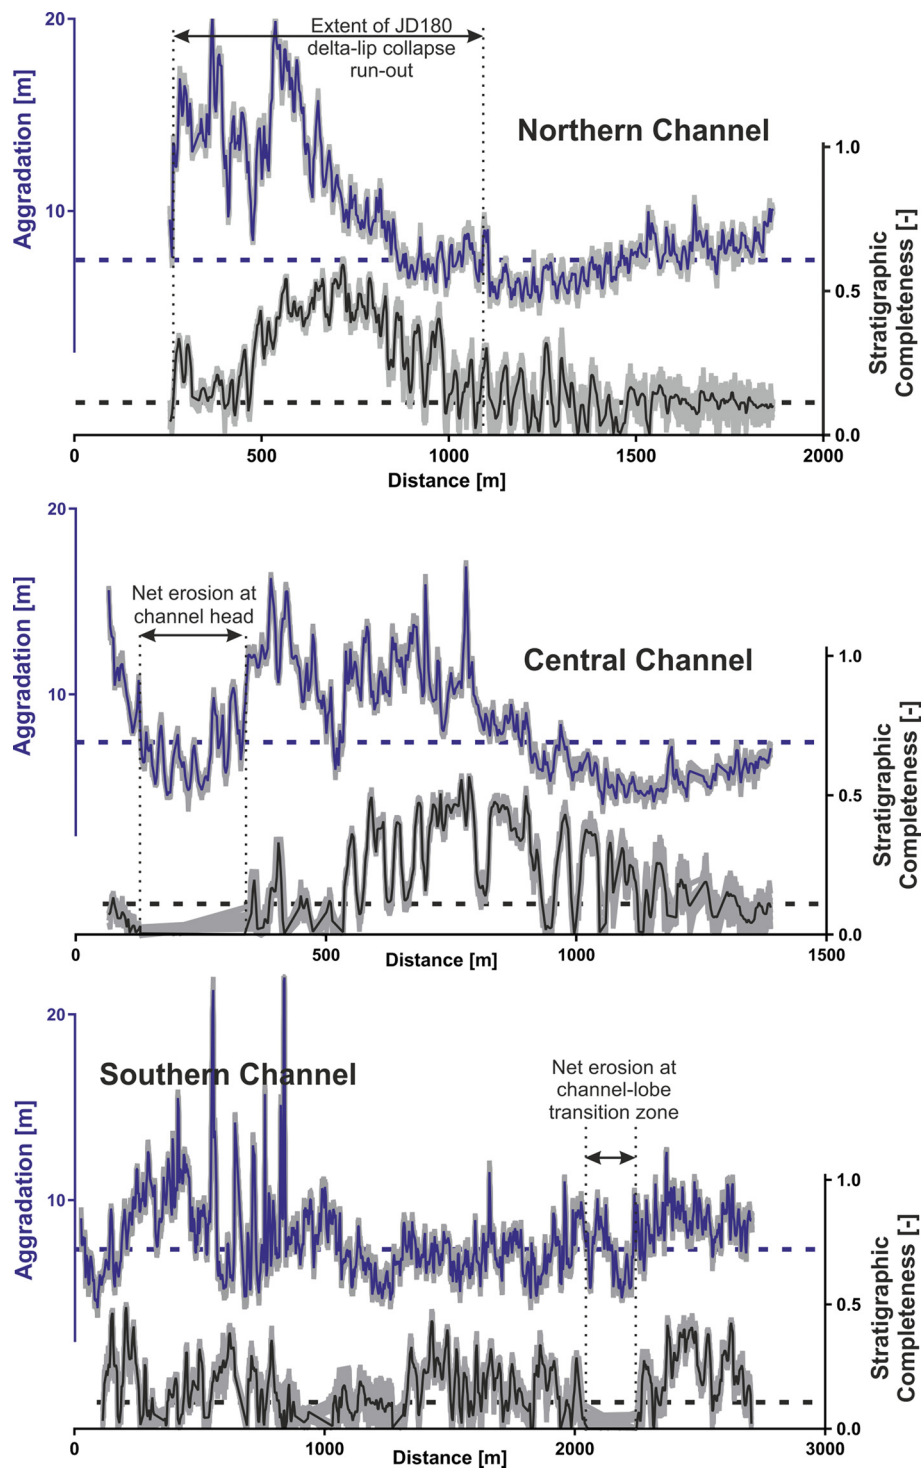 20
Extent of JD180
delta-lip collapse
run-out
Northern Channel
Aggradation [m]
10
1.0
0.5
0.0
Stratigraphic
Completeness [-]
0
500
1000
1500
2000
Distance [m]
20
Net erosion at
channel head
Central Channel
Aggradation [m]
10
1.0
0.5
0.0
Stratigraphic
Completeness [-]
0
500
1000
1500
Distance [m]
20
Southern Channel
Net erosion at
channel-lobe
transition zone
Aggradation [m]
10
1.0
0.5
0.0
Stratigraphic
Completeness [-]
0
1000
2000
3000
Distance [m]